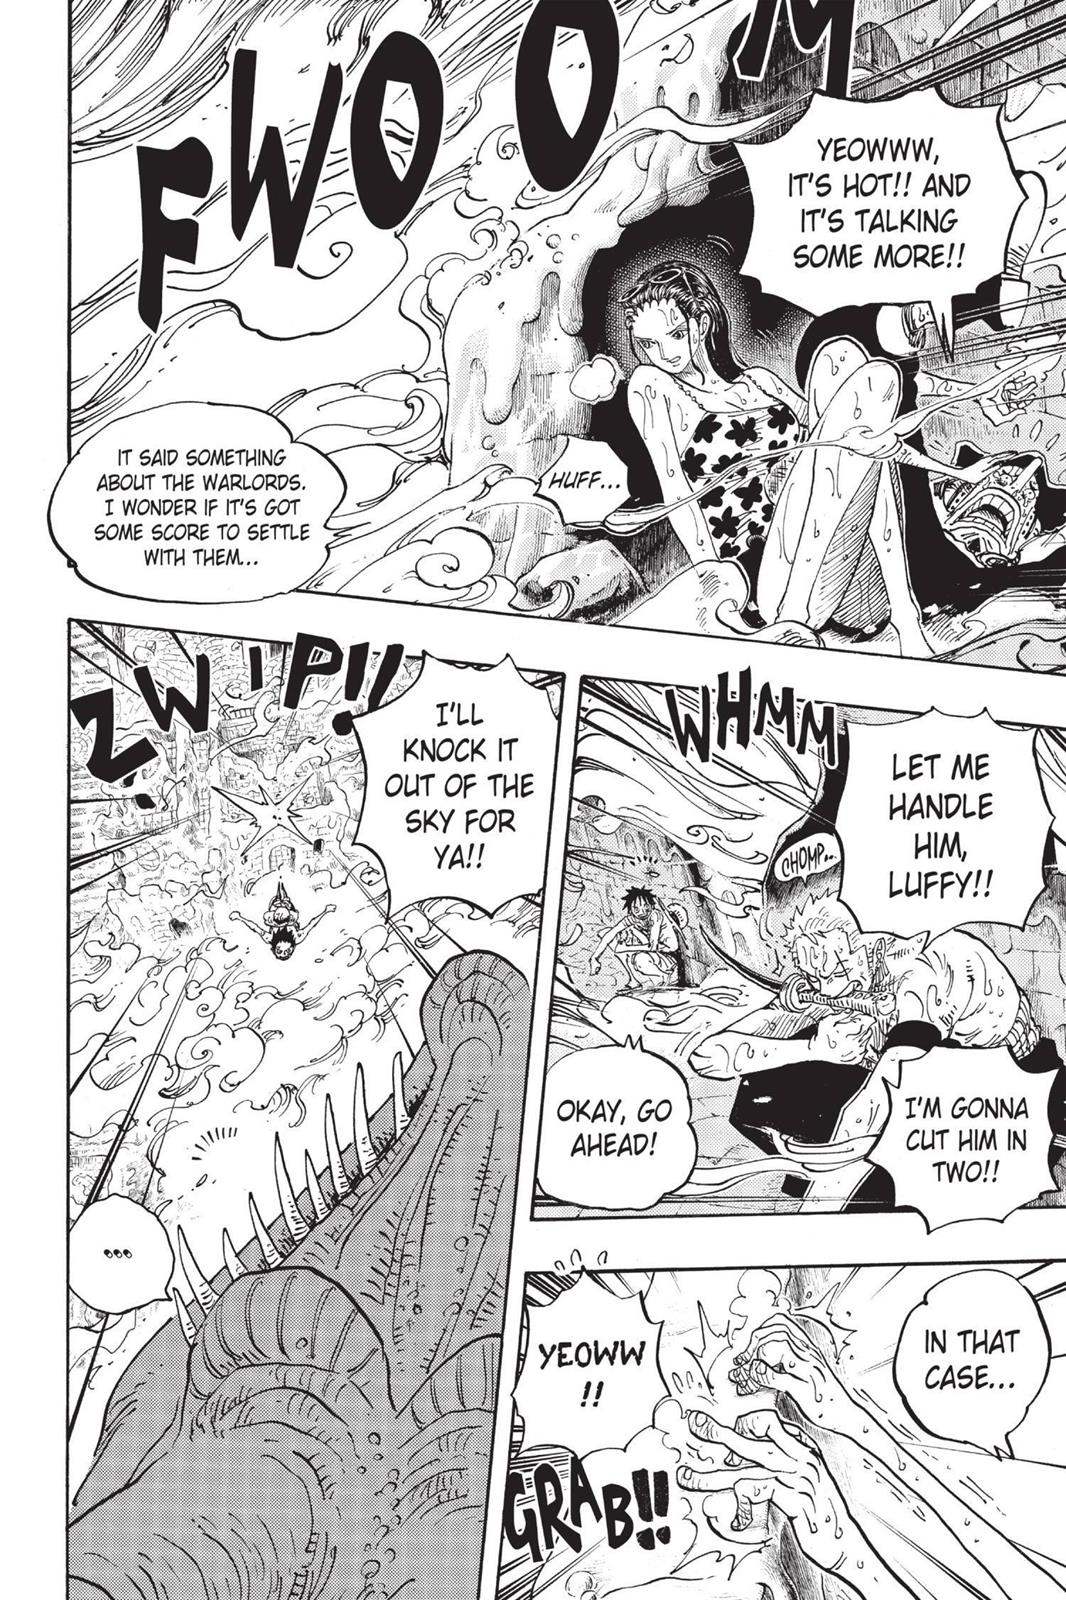 FWOOM
YEOWWW,
IT'S HOT!! AND
IT'S TALKING
SOME MORE!!
HUFF...
IT SAID SOMETHING
ABOUT THE WARLORDS.
I WONDER IF IT'S GOT
SOME SCORE TO SETTLE
WITH THEM...
WHMM
LET ME
HANDLE
HIM,
LUFFY!!
CHOMP...
OKAY, GO
AHEAD!
I'M GONNA
CUT HIM IN
TWO!!
IN THAT
CASE...
YEOWW
!!
GRAB!!
ZWIP!!
I'LL
KNOCK IT
OUT OF THE
SKY FOR
YA!!
...